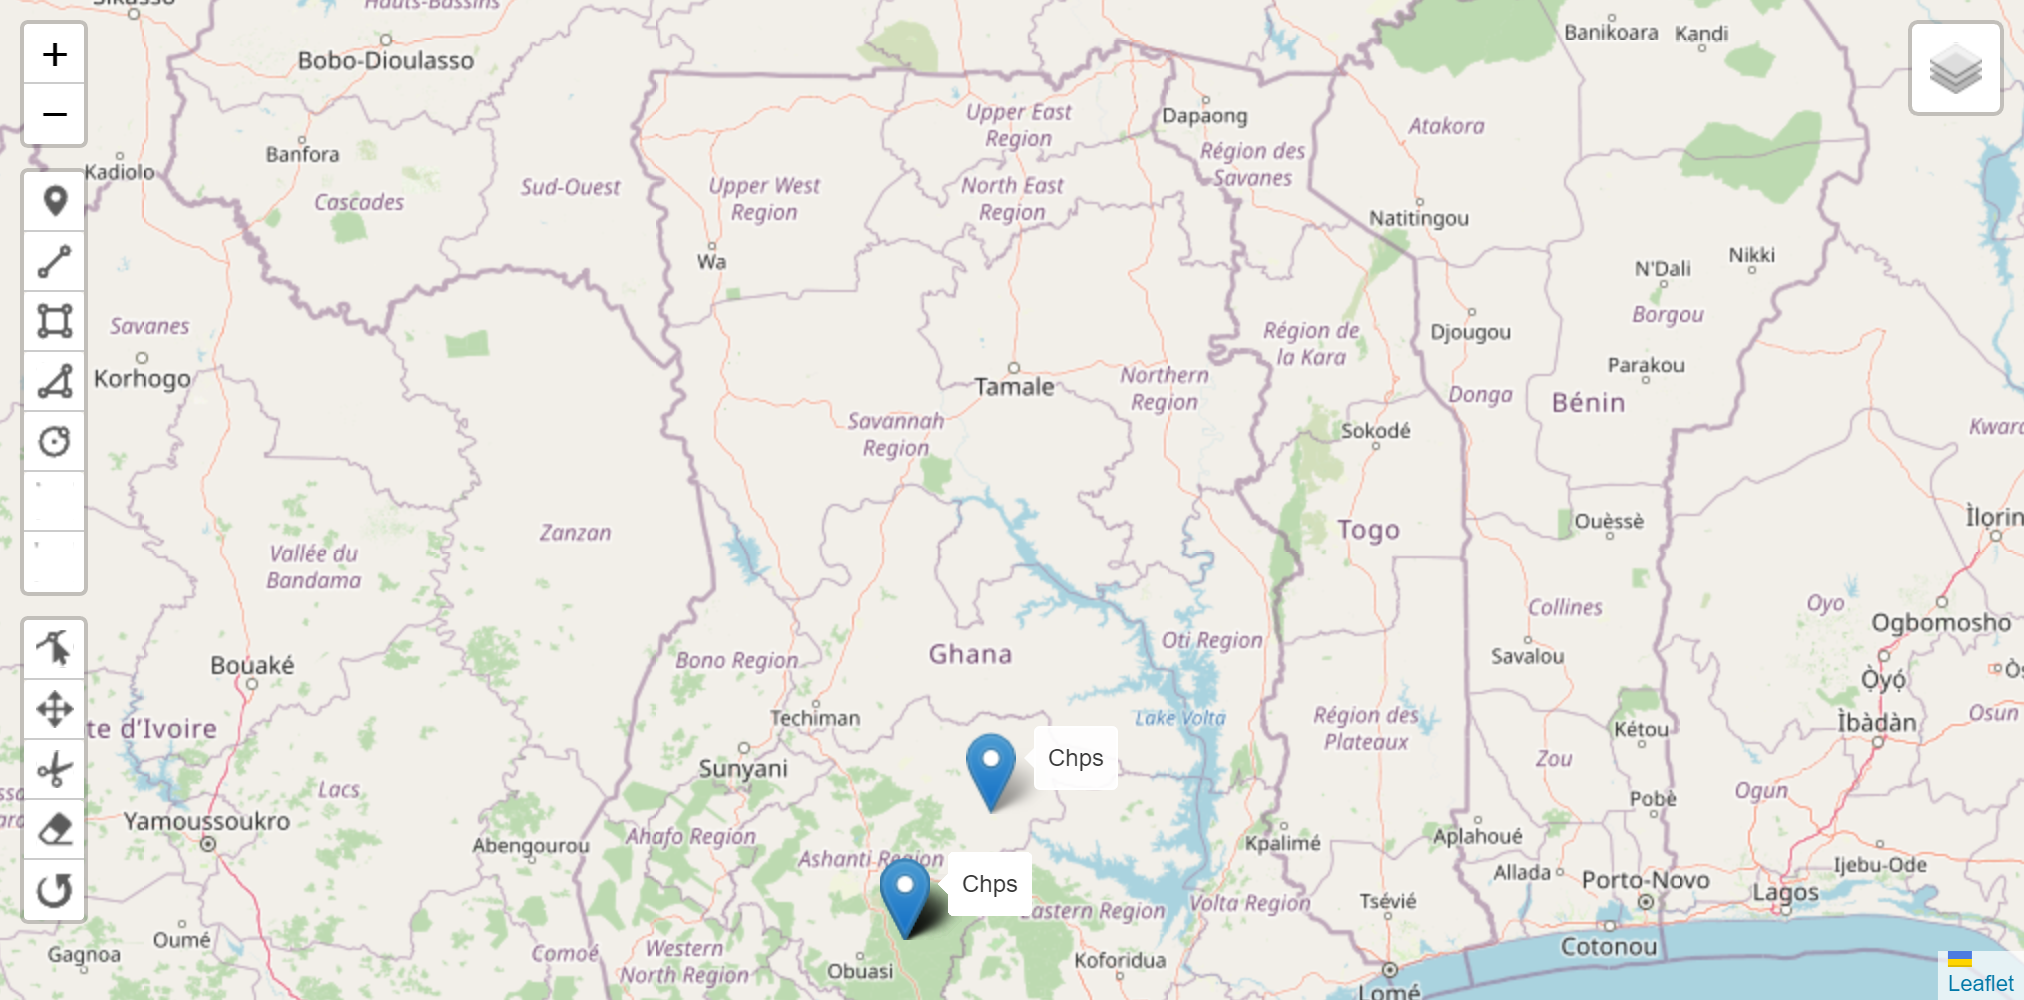 Hauts-Bassins
Bobo-Dioulasso
Banikoara
Kandi
+
−
Kadiolo
Banfora
Cascades
Sud-Ouest
Upper East
Region
Dapaong
Région des
Savanes
Atakora
Upper West
Region
North East
Region
Natitingou
Wa
N'Dali
Nikki
Borgou
Savanes
Korhogo
Région de
la Kara
Djougou
Parakou
Tamale
Northern
Region
Donga
Bénin
Savannah
Region
Sokodé
Kwara
Zanzan
Togo
Ouèssè
Ìlorin
Vallée du
Bandama
Collines
Oyo
Ogbomosho
Bouaké
Bono Region
Ghana
Oti Region
Savalou
Ọ̀yọ́
te d'Ivoire
Techiman
Lake Volta
Région des
Plateaux
Kétou
Ìbàdàn
Osun
Sunyani
Chps
Zou
Lacs
Ogun
Pobè
Yamoussoukro
Abengourou
Ahafo Region
Ashanti Region
Kpalimé
Aplahoué
Chps
Allada
Porto-Novo
Lagos
Ijebu-Ode
Eastern Region
Volta Region
Tsévié
Gagnoa
Oumé
Comoé
Western
North Region
Obuasi
Koforidua
Cotonou
Lomé
Leaflet